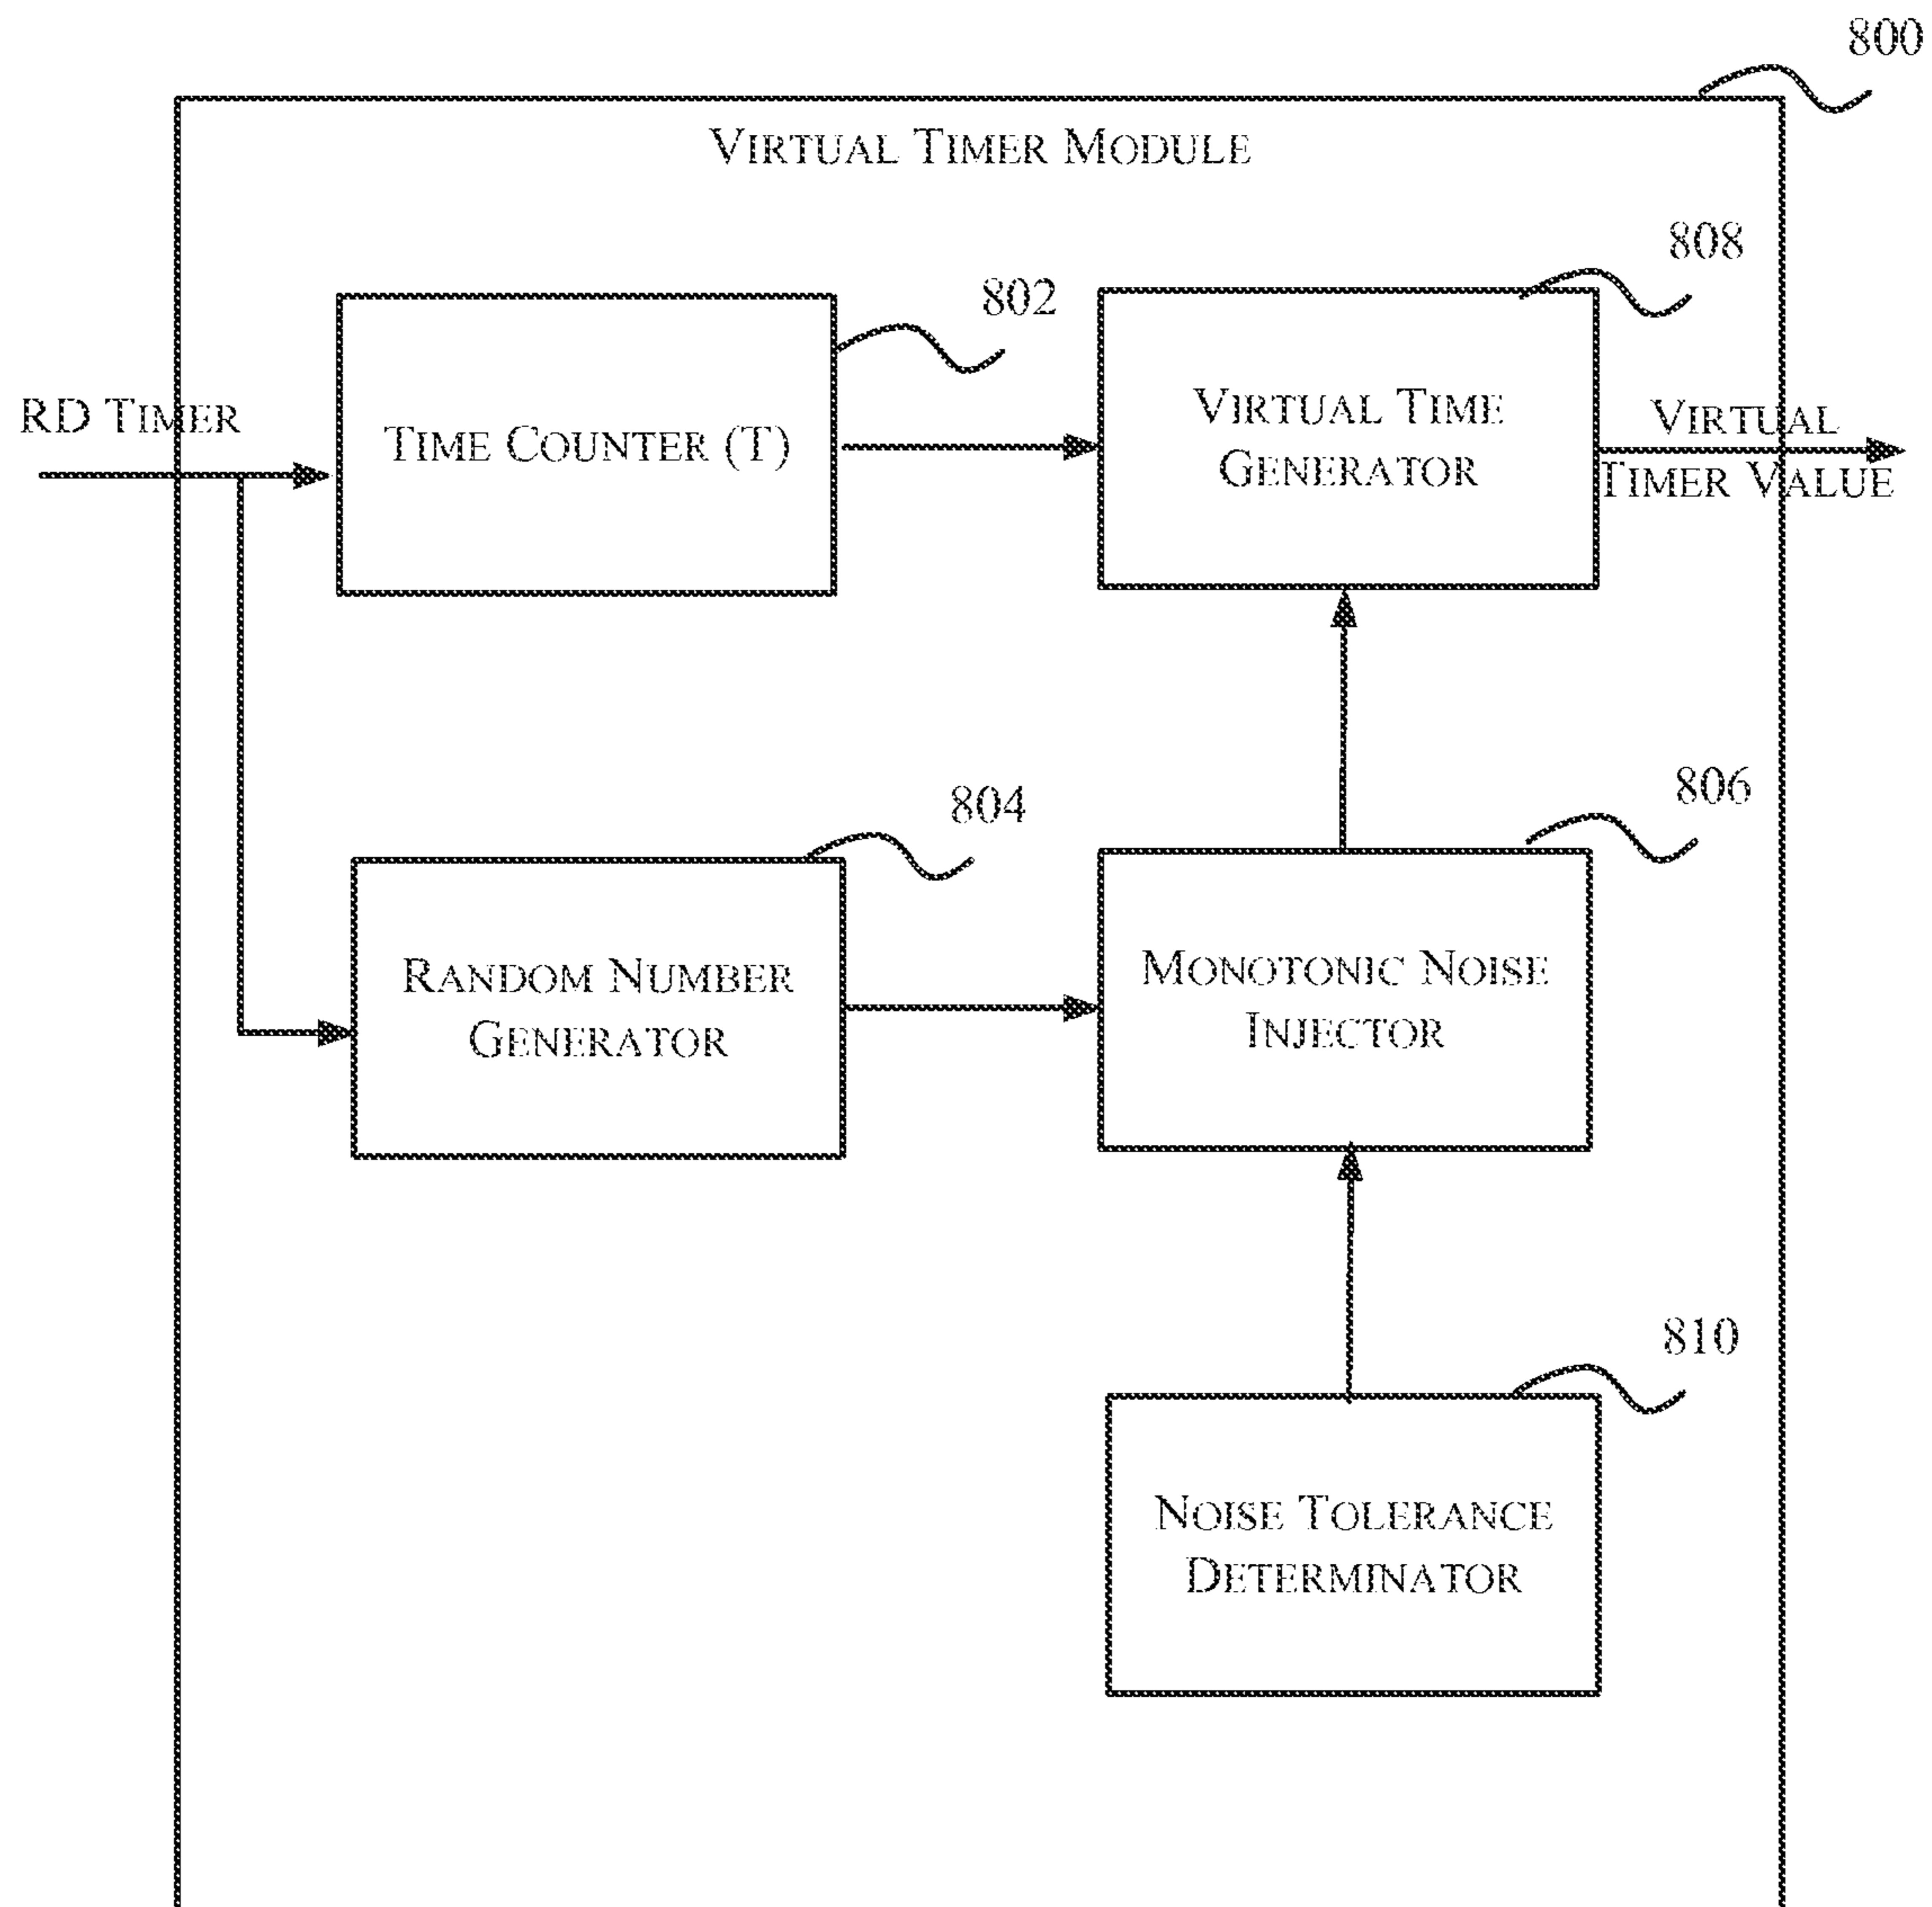 800
VIRTUAL TIMER MODULE
808
802
RD TIMER
TIME COUNTER (T)
VIRTUAL TIME
GENERATOR
VIRTUAL
TIMER VALUE
804
806
RANDOM NUMBER
GENERATOR
MONOTONIC NOISE
INJECTOR
810
NOISE TOLERANCE
DETERMINATOR